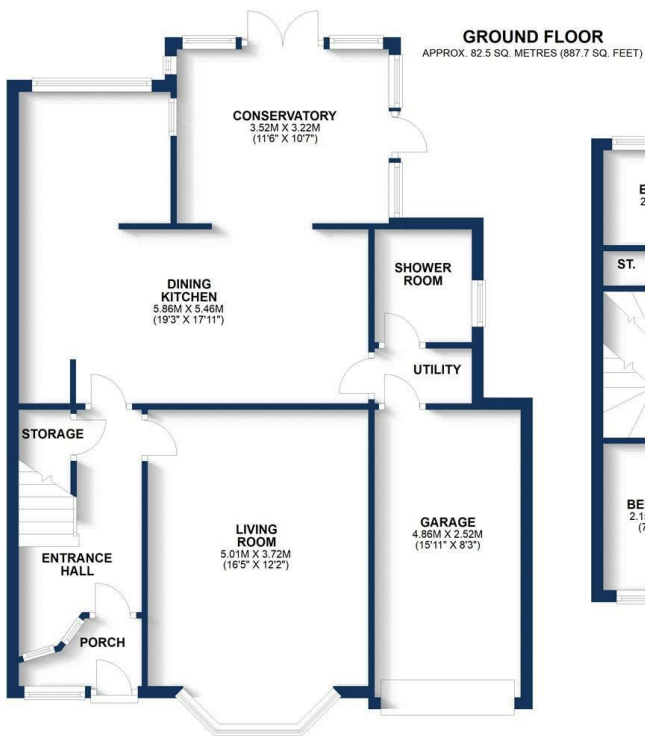 GROUND FLOOR
APPROX. 82.5 SQ. METRES (887.7 SQ. FEET)
CONSERVATORY
3.52M X 3.22M
(11'6" X 10'7")
SHOWER
ROOM
DINING
KITCHEN
5.86M X 5.46M
(19'3" X 17'11")
UTILITY
STORAGE
LIVING
ROOM
5.01M X 3.72M
(16'5" X 12'2")
GARAGE
4.86M X 2.52M
(15'11" X 8'3")
ENTRANCE
HALL
PORCH
ST.